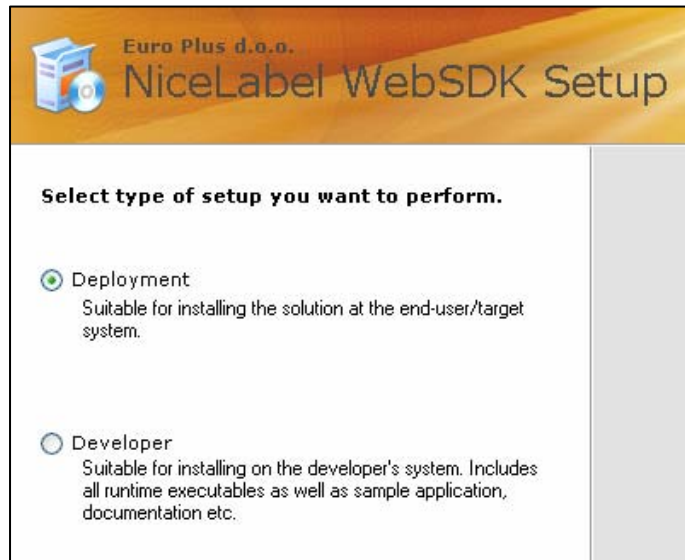 Euro Plus d.o.o.
NiceLabel WebSDK Setup
Select type of setup you want to perform.
Deployment
Suitable for installing the solution at the end-user/target
system.
Developer
Suitable for installing on the developer's system. Includes
all runtime executables as well as sample application,
documentation etc.